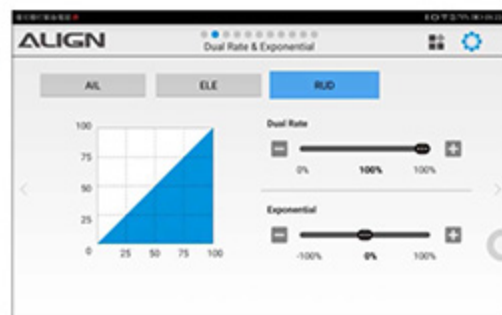 ALIGN
Dual Rate & Exponential
AIL
ELE
RUD
100
75
50
25
0
25 50 75 100
Dual Rate
0% 100% 100%
Exponential
-100% 0% 100%